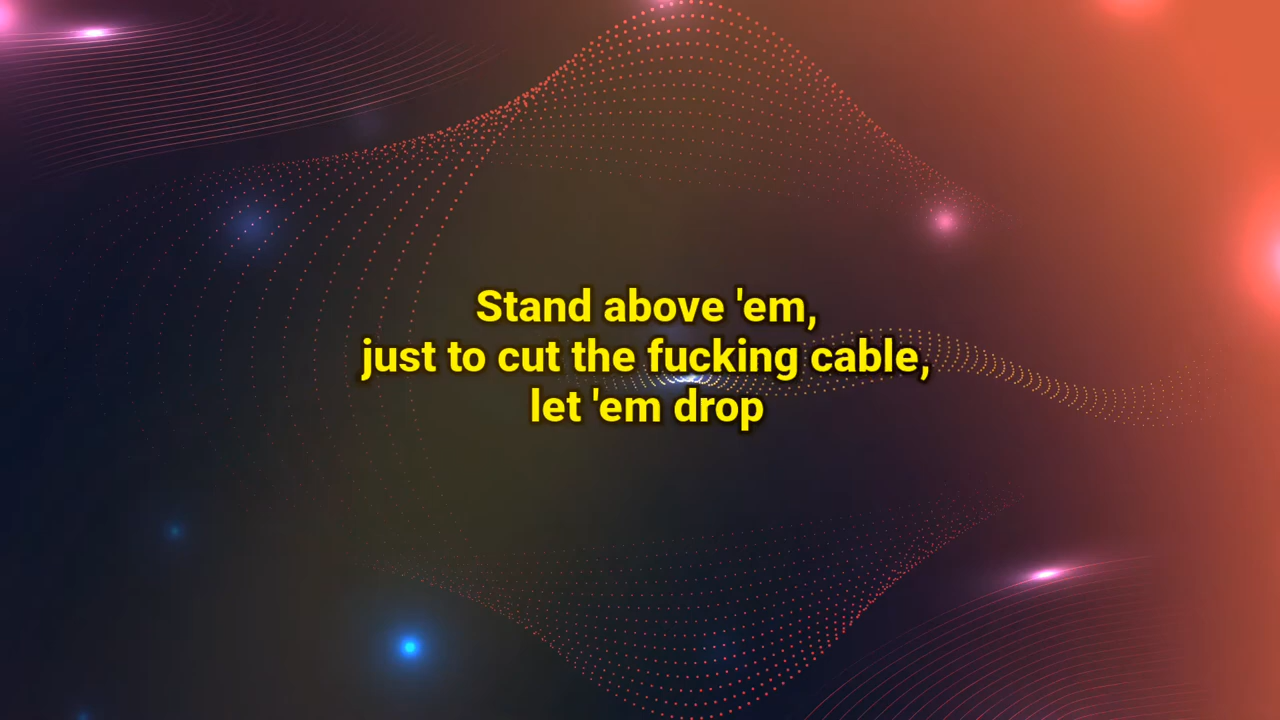 Stand above 'em,
just to cut the fucking cable,
let 'em drop